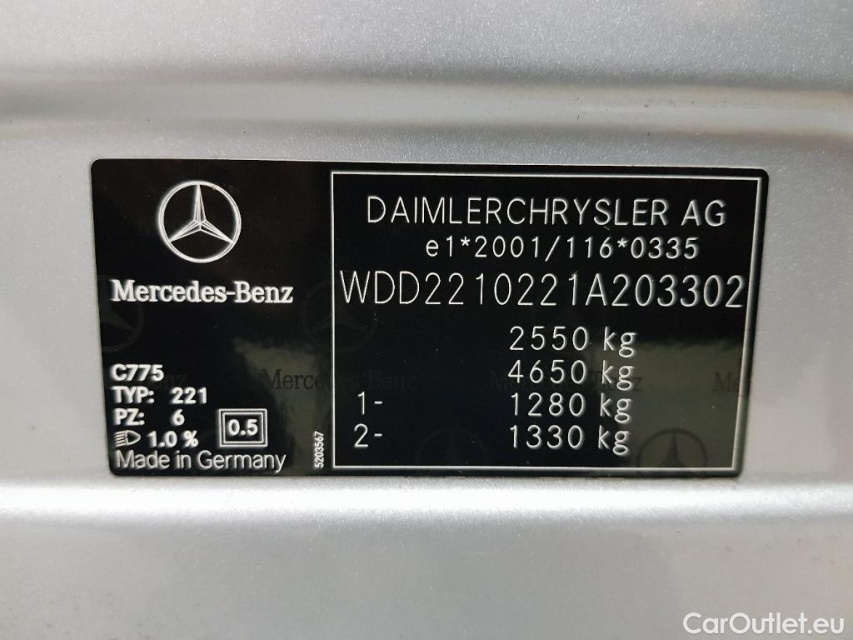 Mercedes-Benz
C775
TYP: 221
PZ: 6
1.0 %
0.5
Made in Germany
5203567
DAIMLERCHRYSLER AG
e1*2001/116*0335
WDD2210221A203302
2550 kg
4650 kg
1- 1280 kg
2- 1330 kg
CarOutlet.eu